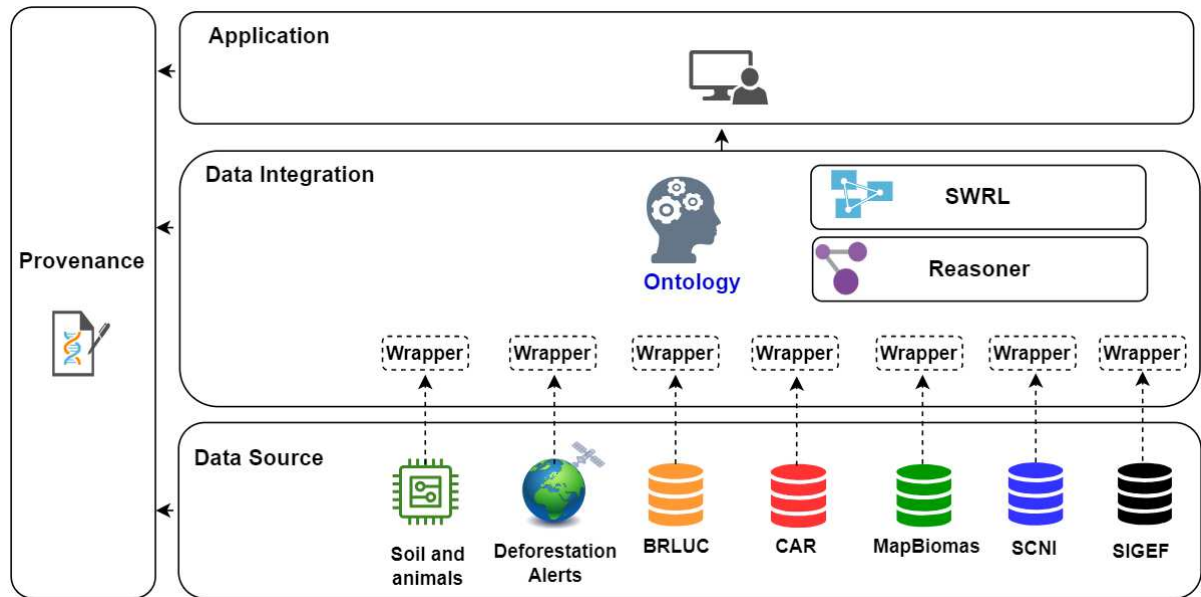 Application
Data Integration
SWRL
Reasoner
Ontology
Provenance
Wrapper Wrapper Wrapper Wrapper Wrapper Wrapper Wrapper
Data Source
Soil and
animals
Deforestation
Alerts
BRLUC
CAR
MapBiomas
SCNI
SIGEF